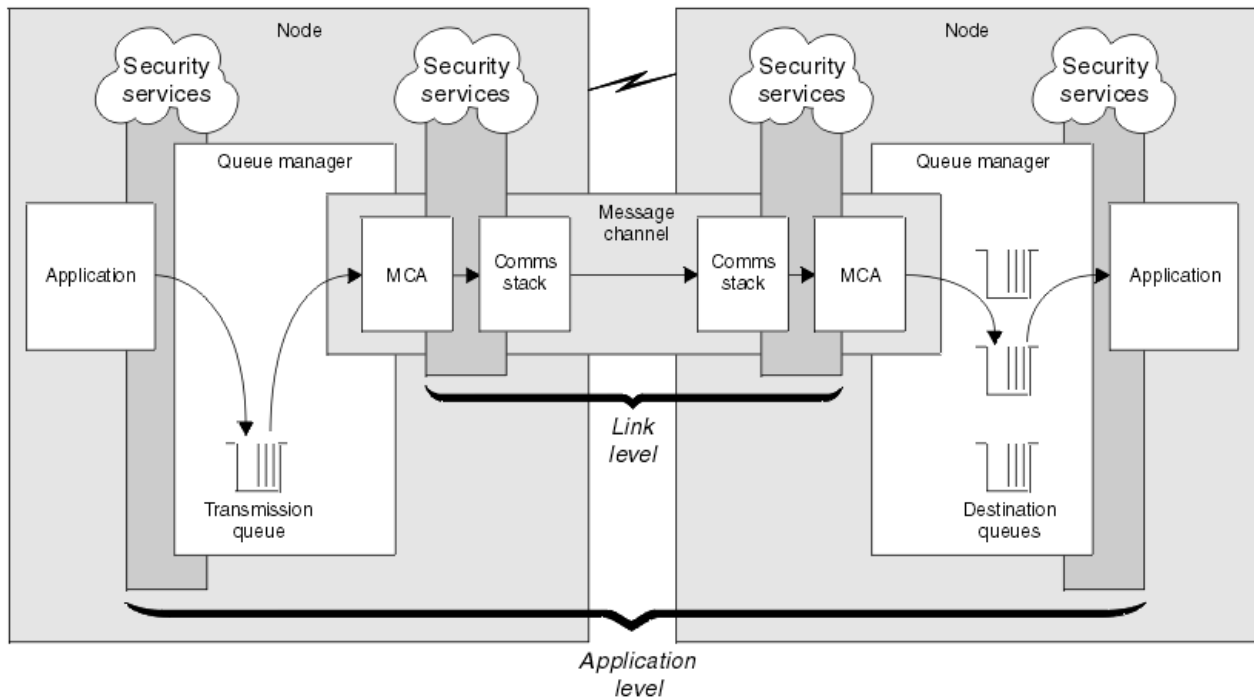 Node
Node
Security
services
Security
services
Security
services
Security
services
Queue manager
Queue manager
Message
channel
Application
MCA
Comms
stack
Comms
stack
MCA
Application
Link
level
Transmission
queue
Destination
queues
Application
level